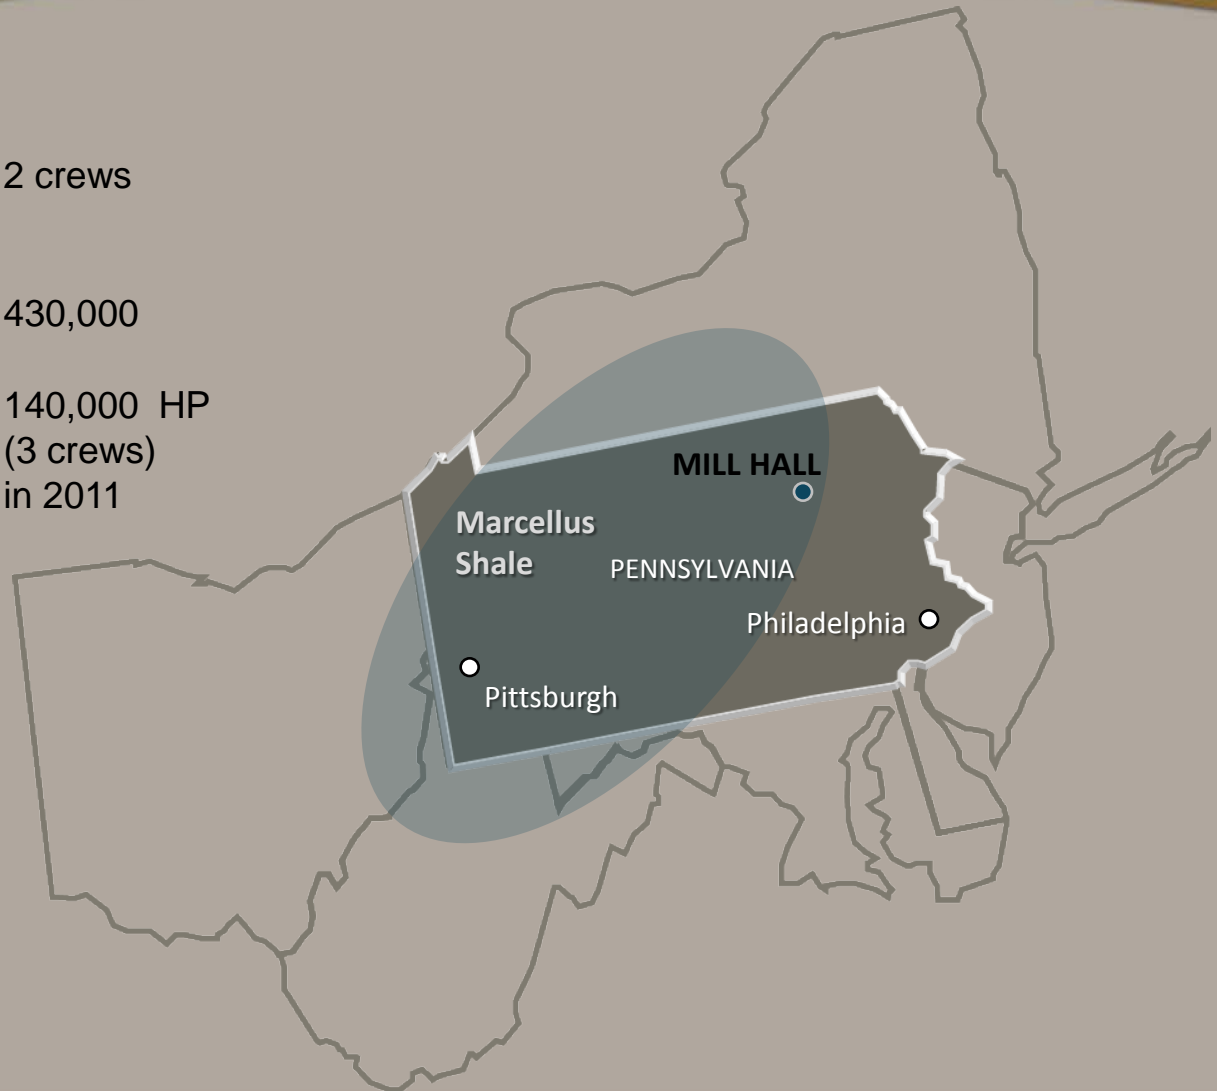 2 crews
430,000
140,000 HP
(3 crews)
in 2011
MILL HALL
Marcellus
Shale
PENNSYLVANIA
Philadelphia
Pittsburgh